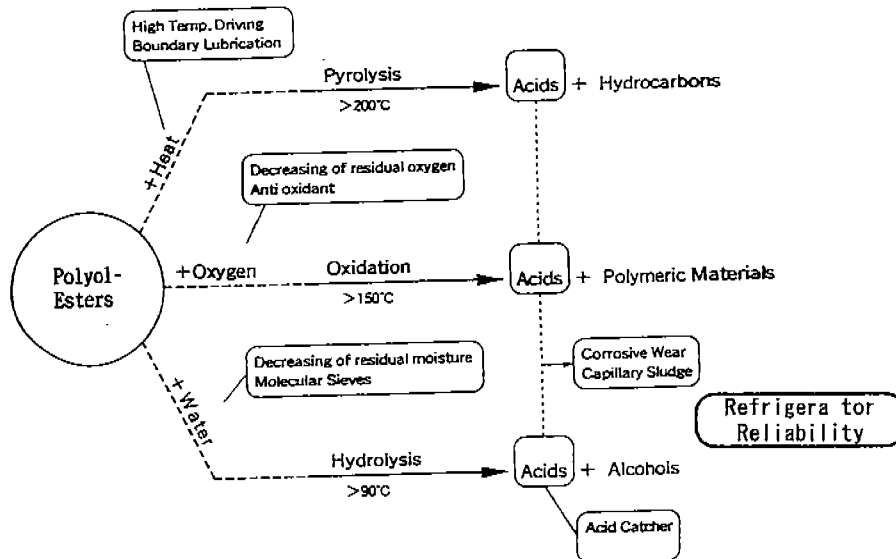 High Temp. Driving
Boundary Lubrication
Pyrolysis
>200℃
Acids + Hydrocarbons
+Heat
Decreasing of residual oxygen
Anti oxidant
Polyol-
Esters
+Oxygen
Oxidation
>150℃
Acids + Polymeric Materials
Decreasing of residual moisture
Molecular Sieves
Corrosive Wear
Capillary Sludge
+Water
Refrigera tor
Reliability
Hydrolysis
>90℃
Acids + Alcohols
Acid Catcher